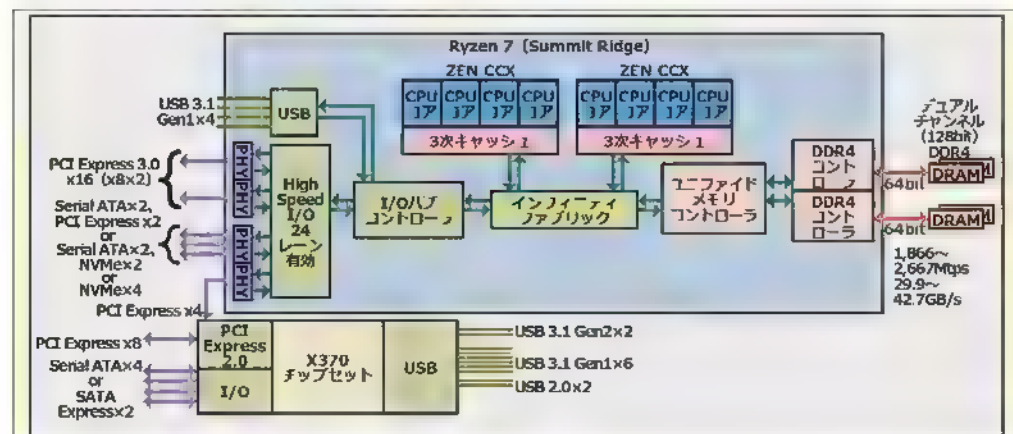 Ryzen 7 (Summit Ridge)
ZEN CCX
ZEN CCX
CPU コア
CPU コア
CPU コア
CPU コア
CPU コア
CPU コア
CPU コア
CPU コア
3次キャッシュ
3次キャッシュ
USB 3.1
Gen1×4
USB
PCI Express 3.0
x16 (x8×2)
Serial ATA×2,
PCI Express ×2
or
Serial ATA×2,
NVMe×2
or
NVMe×4
PHY
PHY
PHY
PHY
High
Speed
I/O
24
レーン
有効
I/Oハブ
コントローラ
インフィニティ
ファブリック
ユニファイド
メモリ
コントローラ
DDR4
コント
ローラ
DDR4
コント
ローラ
デュアル
チャンネル
(128bit)
DDR4
64bit
DRAM
64bit
DRAM
1,866～
2,667Mtps
29.9～
42.7GB/s
PCI Express x4
PCI Express x8
Serial ATA×4
or
SATA
Express×2
PCI
Express
2.0
I/O
X370
チップセット
USB
USB 3.1 Gen2×2
USB 3.1 Gen1×6
USB 2.0×2